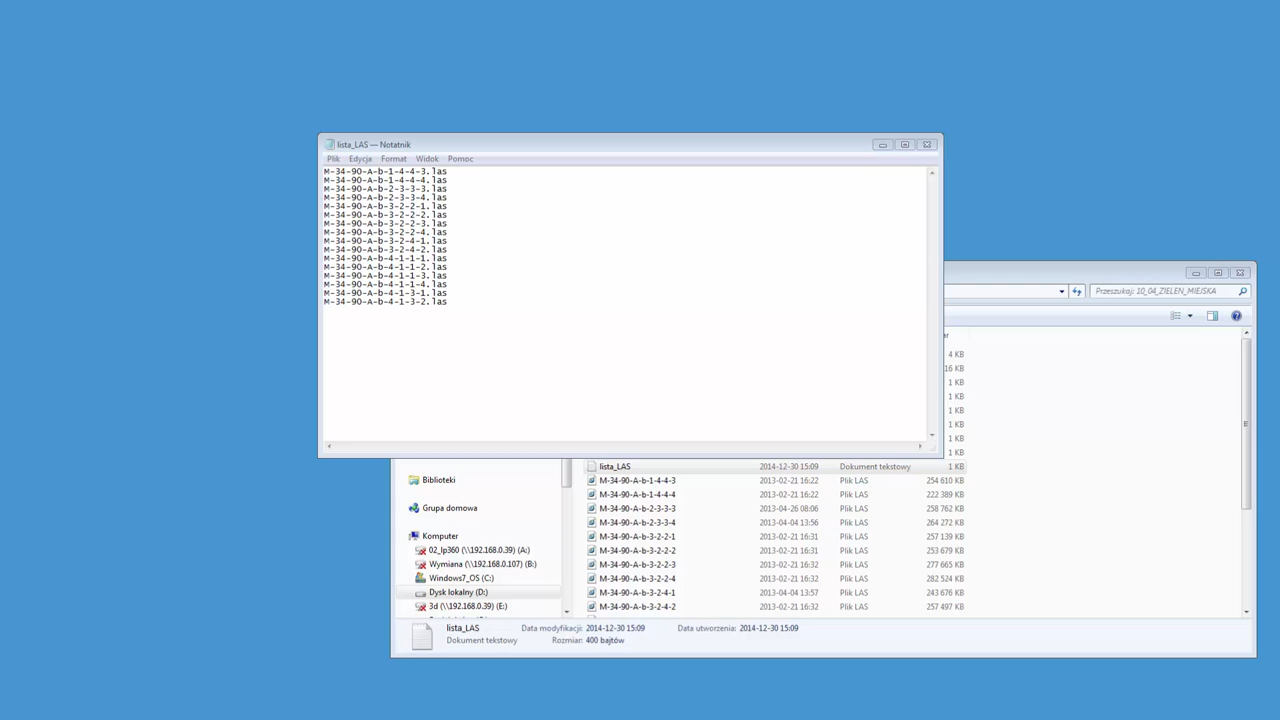 lista_LAS — Notatnik
Plik Edycja Format Widok Pomoc
M-34-90-A-b-1-4-4-3.las
M-34-90-A-b-1-4-4-4.las
M-34-90-A-b-2-3-3-3.las
M-34-90-A-b-2-3-3-4.las
M-34-90-A-b-3-2-2-1.las
M-34-90-A-b-3-2-2-2.las
M-34-90-A-b-3-2-2-3.las
M-34-90-A-b-3-2-2-4.las
M-34-90-A-b-3-2-4-1.las
M-34-90-A-b-3-2-4-2.las
M-34-90-A-b-4-1-1-1.las
M-34-90-A-b-4-1-1-2.las
M-34-90-A-b-4-1-1-3.las
M-34-90-A-b-4-1-1-4.las
M-34-90-A-b-4-1-3-1.las
M-34-90-A-b-4-1-3-2.las
Przeszukaj: 10_04_ZIELEN_MIEJSKA
ar
4 KB
16 KB
1 KB
1 KB
1 KB
1 KB
1 KB
1 KB
lista_LAS 2014-12-30 15:09 Dokument tekstowy 1 KB
M-34-90-A-b-1-4-4-3 2013-02-21 16:22 Plik LAS 254 610 KB
M-34-90-A-b-1-4-4-4 2013-02-21 16:22 Plik LAS 222 389 KB
M-34-90-A-b-2-3-3-3 2013-04-26 08:06 Plik LAS 258 762 KB
M-34-90-A-b-2-3-3-4 2013-04-04 13:56 Plik LAS 264 272 KB
M-34-90-A-b-3-2-2-1 2013-02-21 16:31 Plik LAS 257 139 KB
M-34-90-A-b-3-2-2-2 2013-02-21 16:31 Plik LAS 253 679 KB
M-34-90-A-b-3-2-2-3 2013-02-21 16:32 Plik LAS 277 665 KB
M-34-90-A-b-3-2-2-4 2013-02-21 16:32 Plik LAS 282 524 KB
M-34-90-A-b-3-2-4-1 2013-04-04 13:57 Plik LAS 243 676 KB
M-34-90-A-b-3-2-4-2 2013-02-21 16:32 Plik LAS 257 497 KB
Biblioteki
Grupa domowa
Komputer
02_lp360 (\\192.168.0.39) (A:)
Wymiana (\\192.168.0.107) (B:)
Windows7_OS (C:)
Dysk lokalny (D:)
3d (\\192.168.0.39) (E:)
lista_LAS Data modyfikacji: 2014-12-30 15:09 Data utworzenia: 2014-12-30 15:09
Dokument tekstowy Rozmiar: 400 bajtów